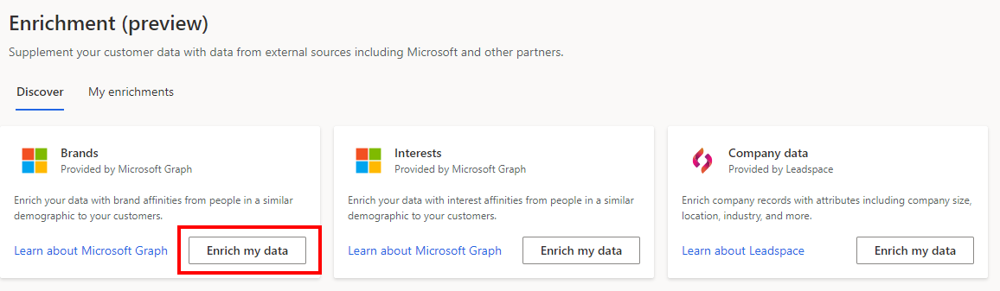 Enrichment (preview)
Supplement your customer data with data from external sources including Microsoft and other partners.
Discover
My enrichments
Brands
Provided by Microsoft Graph
Enrich your data with brand affinities from people in a similar
demographic to your customers.
Learn about Microsoft Graph
Enrich my data
Interests
Provided by Microsoft Graph
Enrich your data with interest affinities from people in a similar
demographic to your customers.
Learn about Microsoft Graph
Enrich my data
Company data
Provided by Leadspace
Enrich company records with attributes including company size,
location, industry, and more.
Learn about Leadspace
Enrich my data